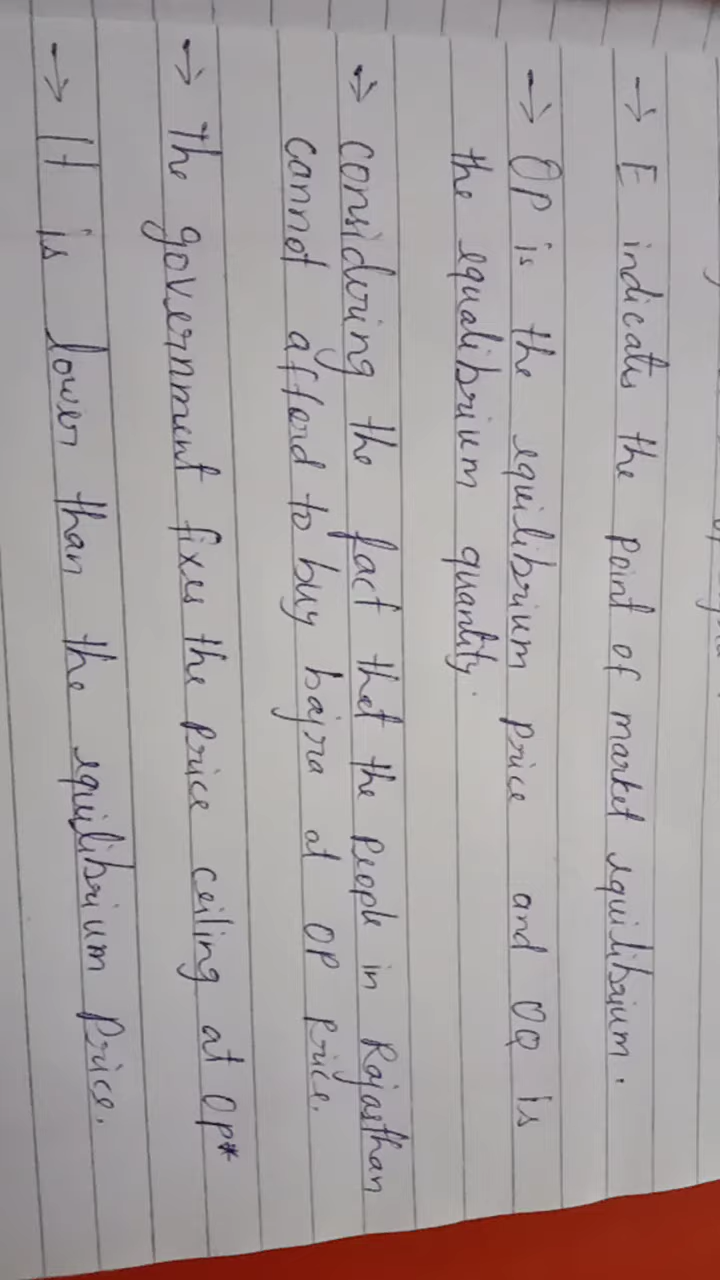 → E indicates the point of market equilibrium.
→ OP is the equilibrium price and OQ is
the equalibrium quantity.
→ considering the fact thet the people in Rajasthan
cannot afford to buy bajra at OP price.
→ The government fixes the price ceiling at OP*
→ It is lower than the equilibrium price.